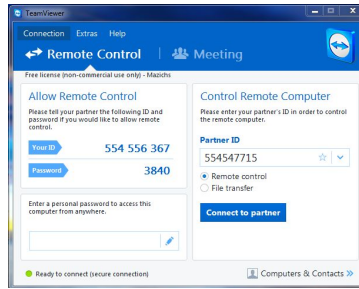 TeamViewer
Connection Extras Help
Remote Control Meeting
Free license (non-commercial use only) - Mazichs
Allow Remote Control
Please tell your partner the following ID and
password if you would like to allow remote
control.
Your ID 554 556 367
Password 3840
Enter a personal password to access this
computer from anywhere.
Control Remote Computer
Please enter your partner's ID in order to control
the remote computer.
Partner ID
554547715
Remote control
File transfer
Connect to partner
Ready to connect (secure connection)
Computers & Contacts »